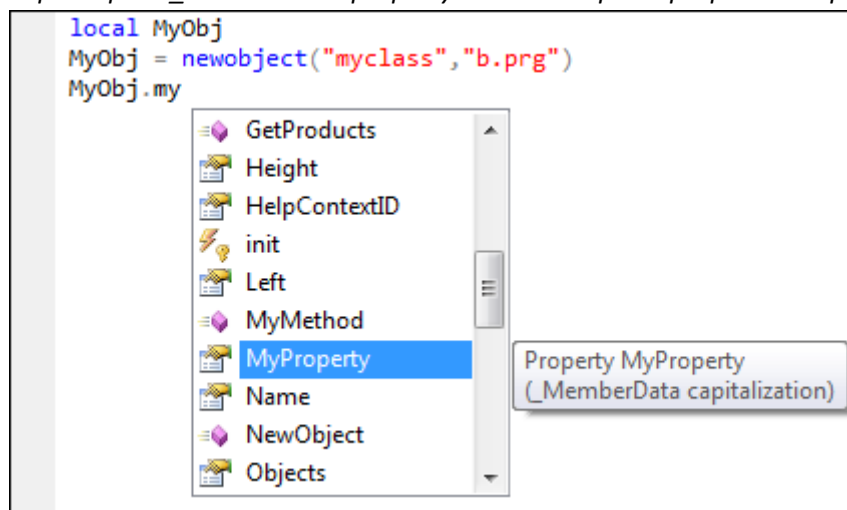 local MyObj
MyObj = newobject("myclass","b.prg")
MyObj.my
GetProducts
Height
HelpContextID
init
Left
MyMethod
MyProperty
Property MyProperty
(_MemberData capitalization)
Name
NewObject
Objects